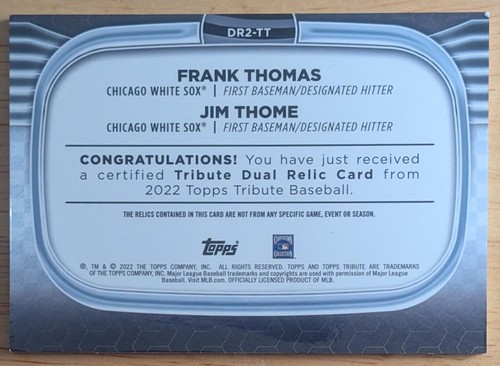 DR2-TT
FRANK THOMAS
CHICAGO WHITE SOX® | FIRST BASEMAN/DESIGNATED HITTER
JIM THOME
CHICAGO WHITE SOX® | FIRST BASEMAN/DESIGNATED HITTER
CONGRATULATIONS! You have just received
a certified Tribute Dual Relic Card from
2022 Topps Tribute Baseball.
THE RELICS CONTAINED IN THIS CARD ARE NOT FROM ANY SPECIFIC GAME, EVENT OR SEASON.
Topps
COOPERSTOWN
COLLECTION
®, TM & © 2022 THE TOPPS COMPANY, INC. ALL RIGHTS RESERVED. TOPPS AND TOPPS TRIBUTE ARE TRADEMARKS
OF THE TOPPS COMPANY, INC. Major League Baseball trademarks and copyrights are used with permission of Major League
Baseball. Visit MLB.com. OFFICIALLY LICENSED PRODUCT OF MLB.